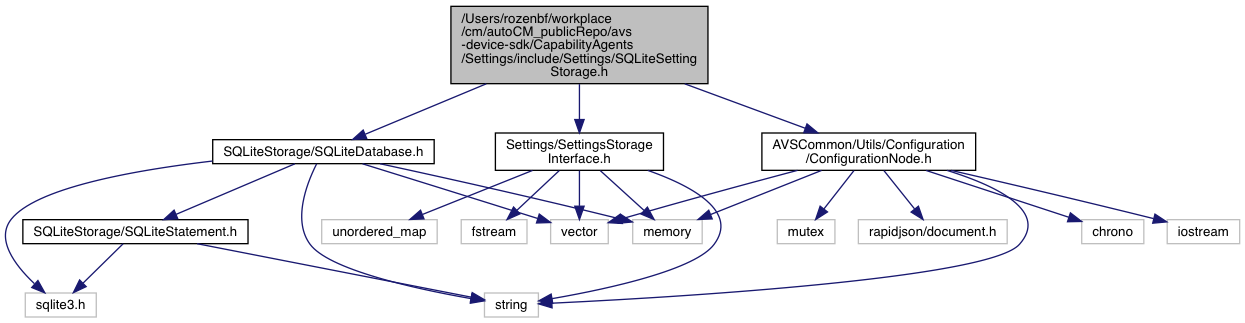 /Users/rozenbf/workplace
/cm/autoCM_publicRepo/avs
-device-sdk/CapabilityAgents
/Settings/include/Settings/SQLiteSetting
Storage.h
SQLiteStorage/SQLiteDatabase.h
Settings/SettingsStorage
Interface.h
AVSCommon/Utils/Configuration
/ConfigurationNode.h
SQLiteStorage/SQLiteStatement.h
unordered_map
fstream
vector
memory
mutex
rapidjson/document.h
chrono
iostream
sqlite3.h
string